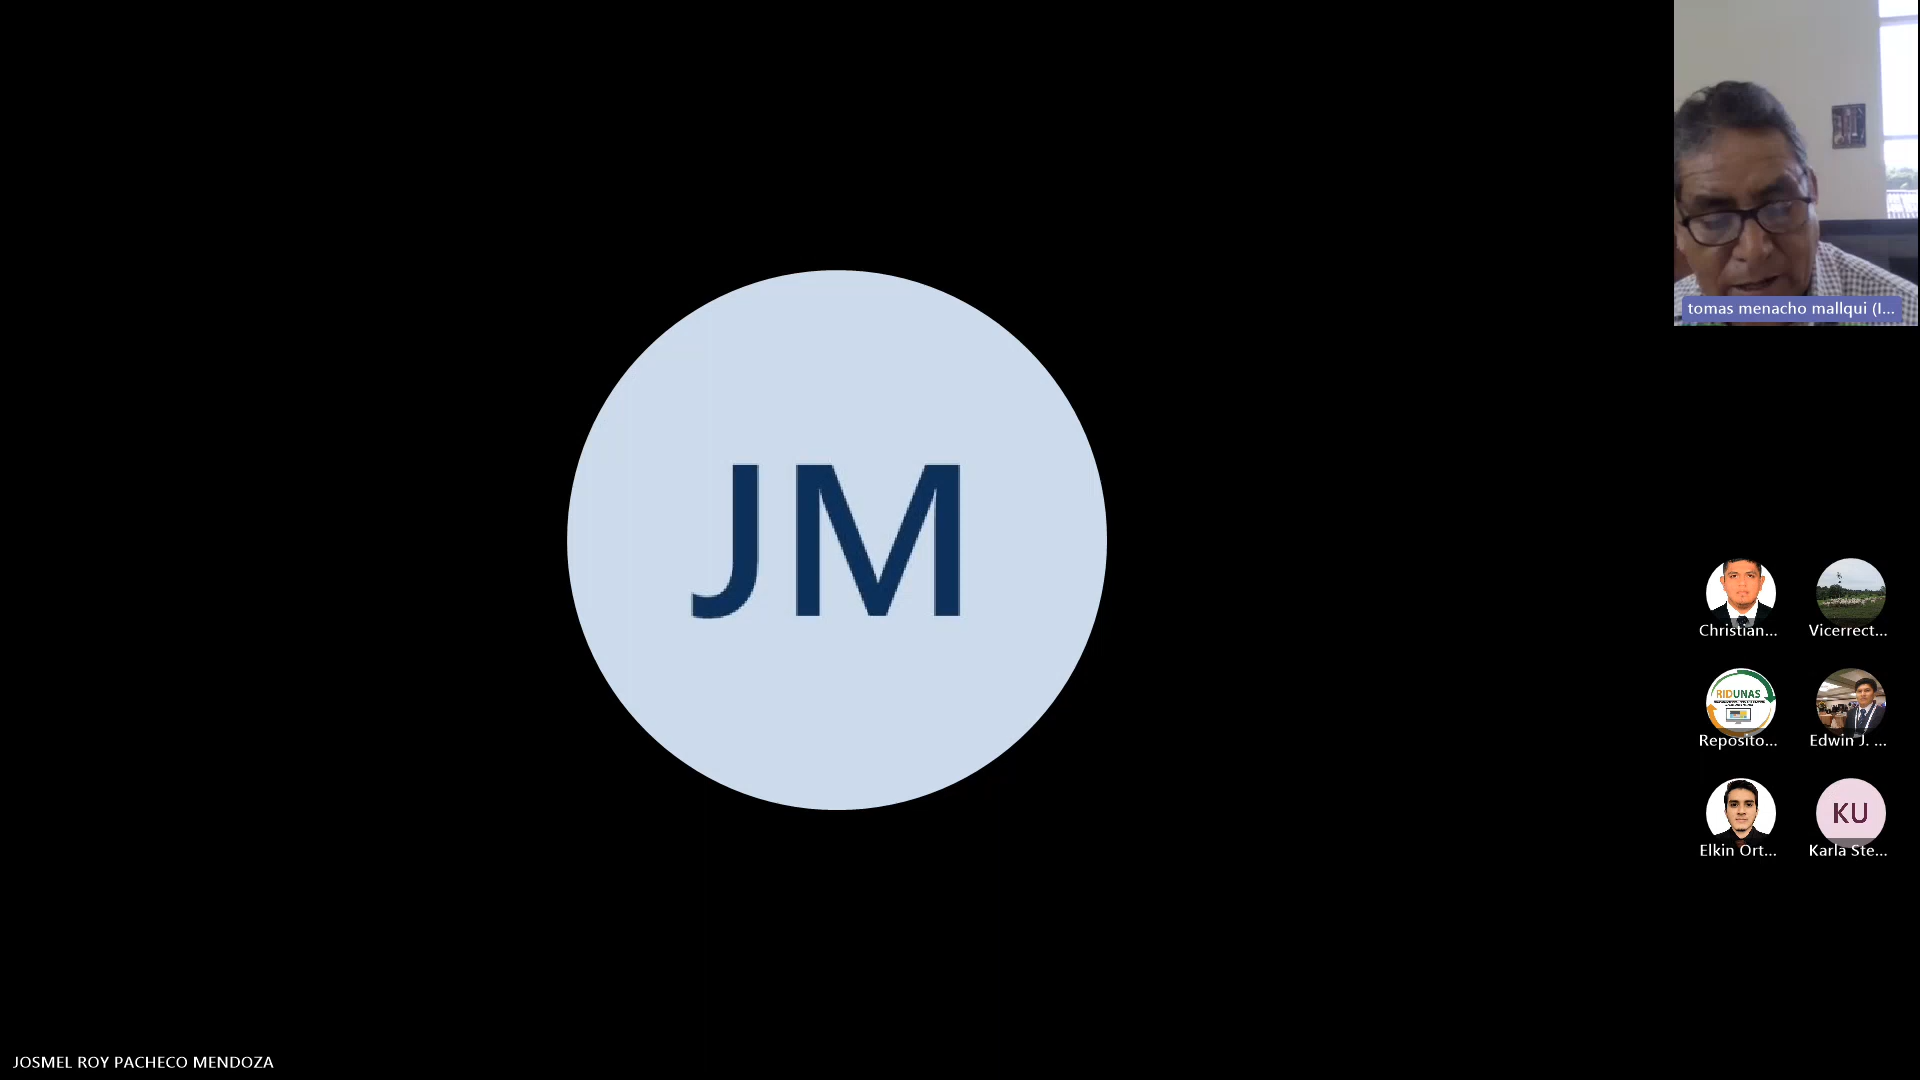 JM
tomas menacho mallqui (I...
Christian...
Vicerrect...
RIDUNAS
Reposito...
Edwin J. ...
Elkin Ort...
KU
Karla Ste...
JOSMEL ROY PACHECO MENDOZA